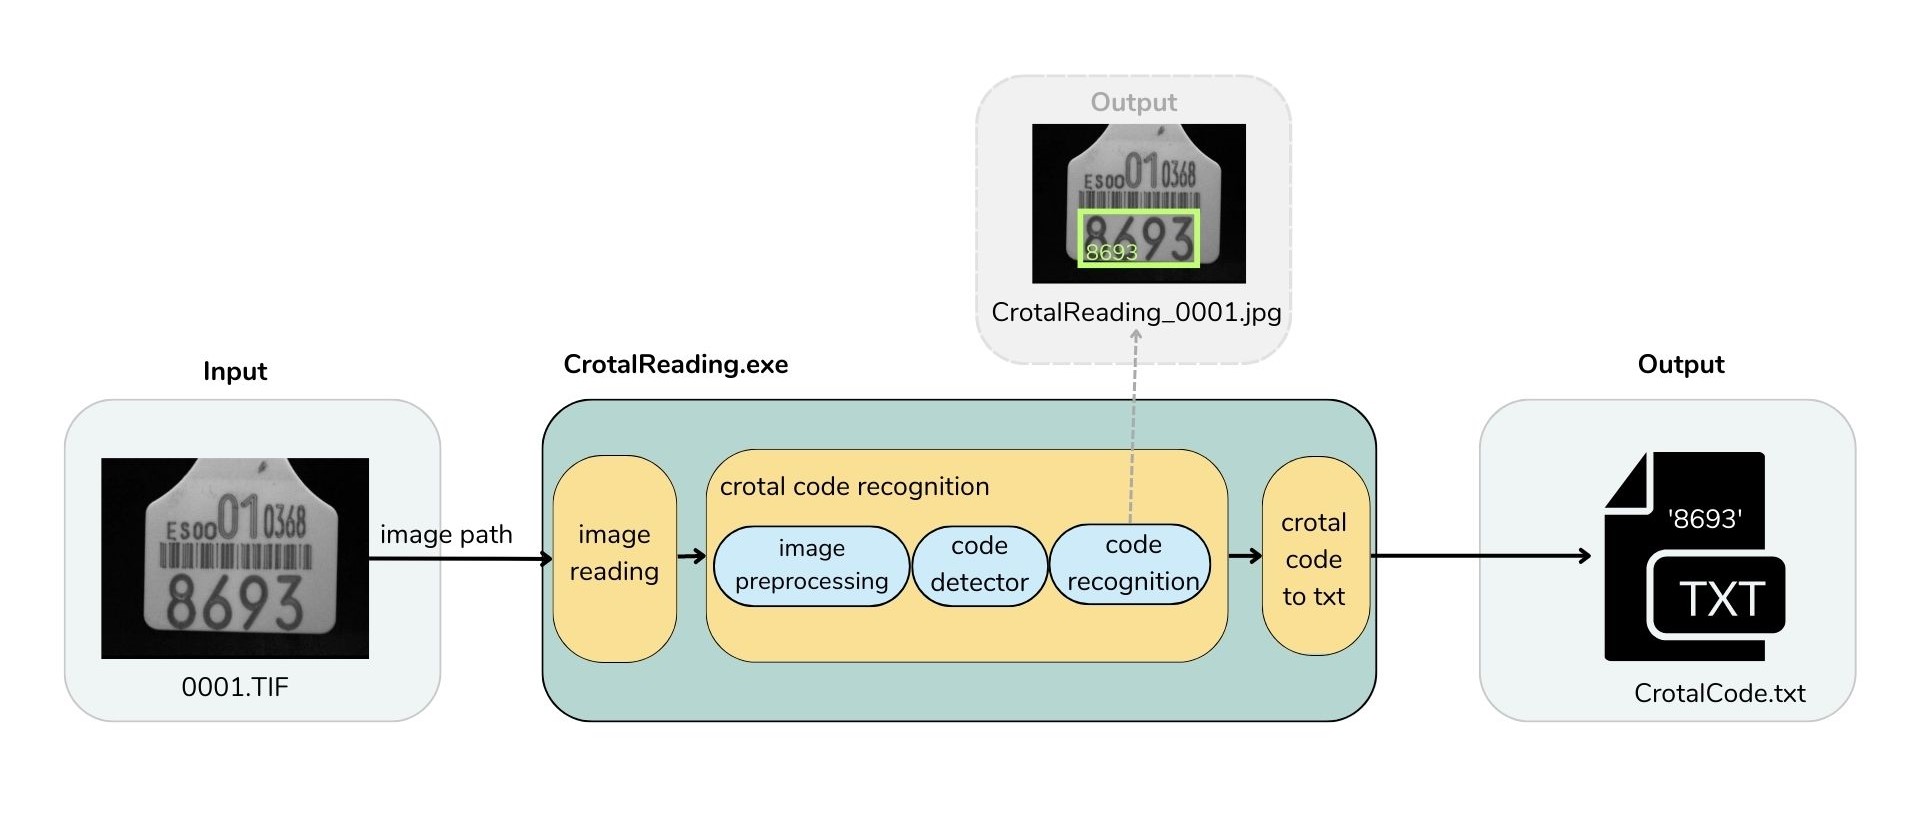 Output
ES00 01 0368
8693
8693
CrotalReading_0001.jpg
Input
CrotalReading.exe
Output
ES00 01 0368
8693
0001.TIF
image path
image
reading
crotal code recognition
image
preprocessing
code
detector
code
recognition
crotal
code
to txt
'8693'
TXT
CrotalCode.txt